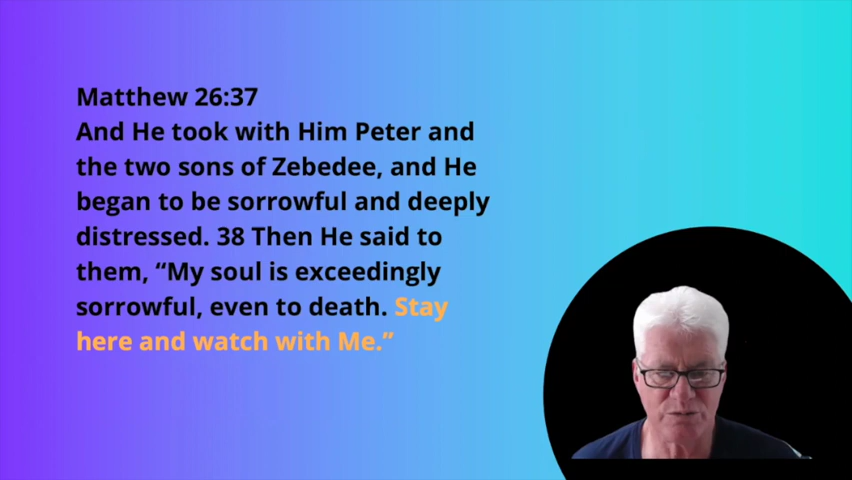 Matthew 26:37
And He took with Him Peter and
the two sons of Zebedee, and He
began to be sorrowful and deeply
distressed. 38 Then He said to
them, “My soul is exceedingly
sorrowful, even to death. Stay
here and watch with Me.”